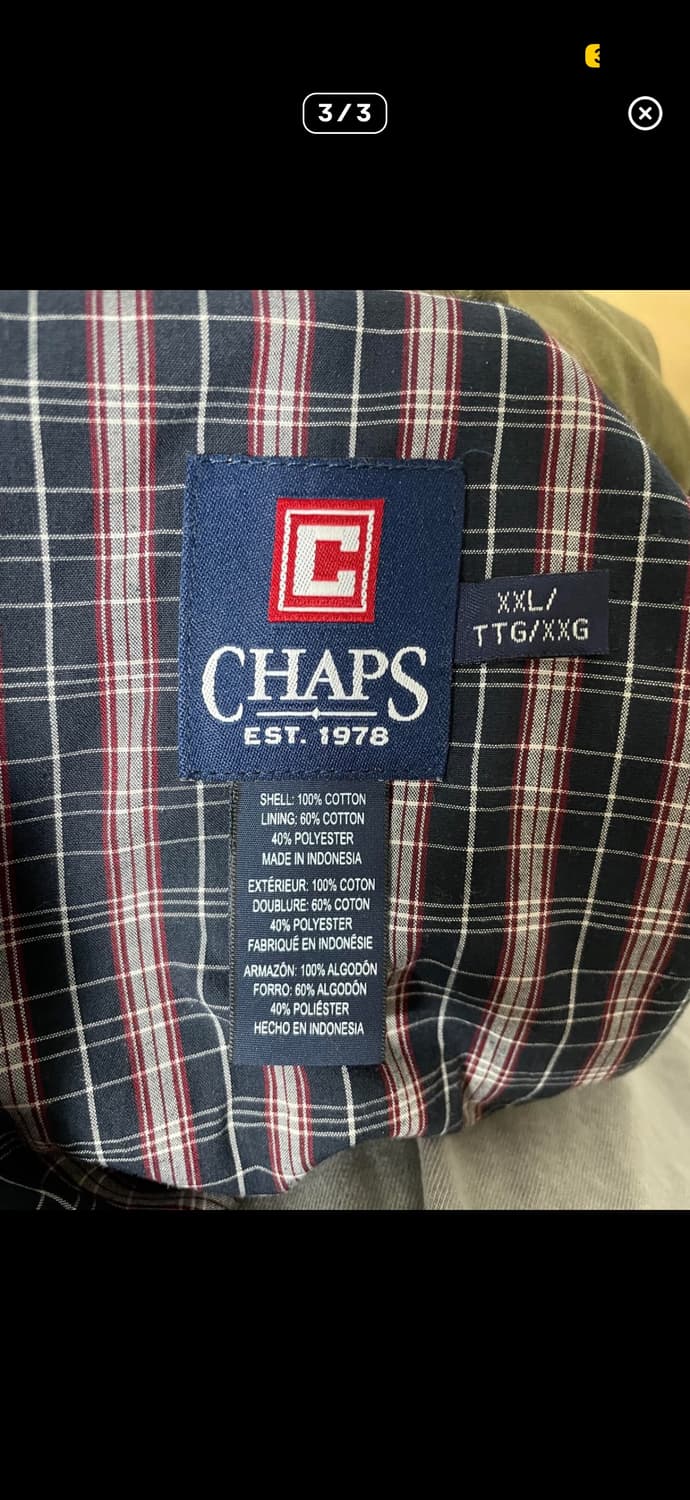 3/3
C
CHAPS
EST. 1978
XXL/
TTG/XXG
SHELL: 100% COTTON
LINING: 60% COTTON
40% POLYESTER
MADE IN INDONESIA
EXTÉRIEUR: 100% COTON
DOUBLURE: 60% COTON
40% POLYESTER
FABRIQUÉ EN INDONÉSIE
ARMAZÓN: 100% ALGODÓN
FORRO: 60% ALGODÓN
40% POLIÉSTER
HECHO EN INDONESIA